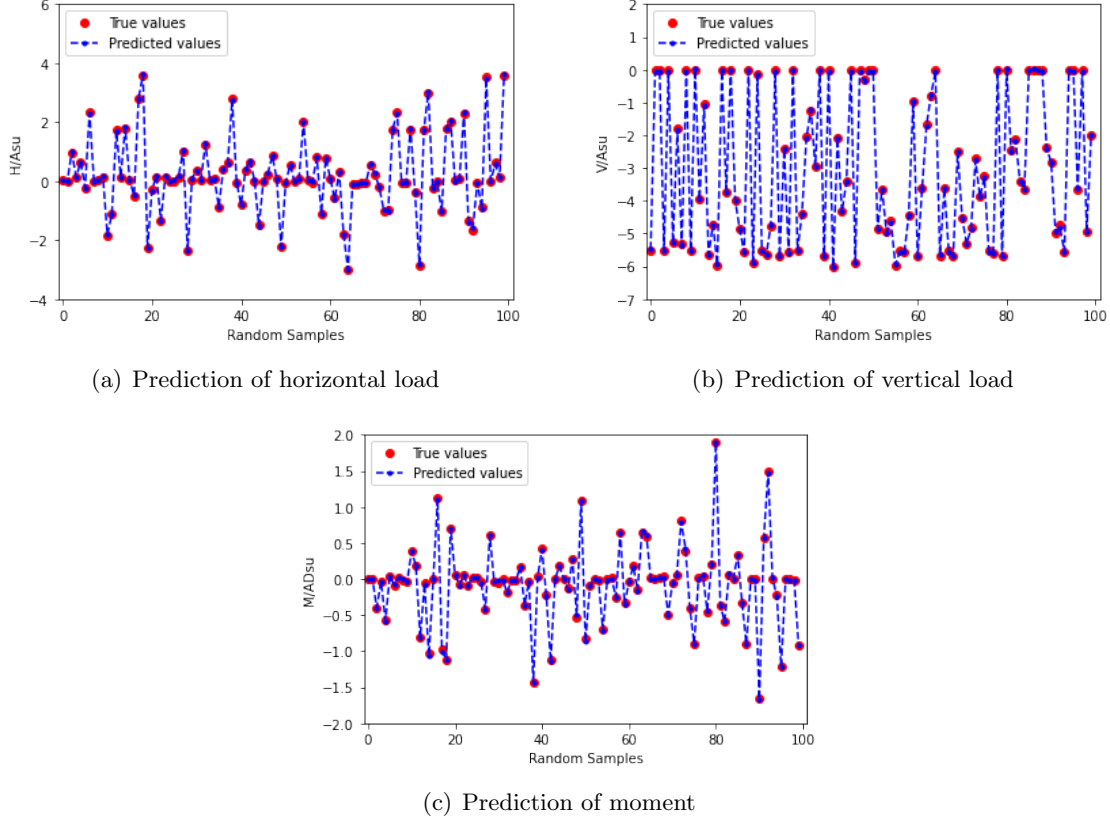 6
4
2
0
−2
−4
H/Asu
True values
Predicted values
0 20 40 60 80 100
Random Samples
(a) Prediction of horizontal load
2
1
0
−1
−2
−3
−4
−5
−6
−7
V/Asu
True values
Predicted values
0 20 40 60 80 100
Random Samples
(b) Prediction of vertical load
2.0
1.5
1.0
0.5
0.0
−0.5
−1.0
−1.5
−2.0
M/ADsu
True values
Predicted values
0 20 40 60 80 100
Random Samples
(c) Prediction of moment